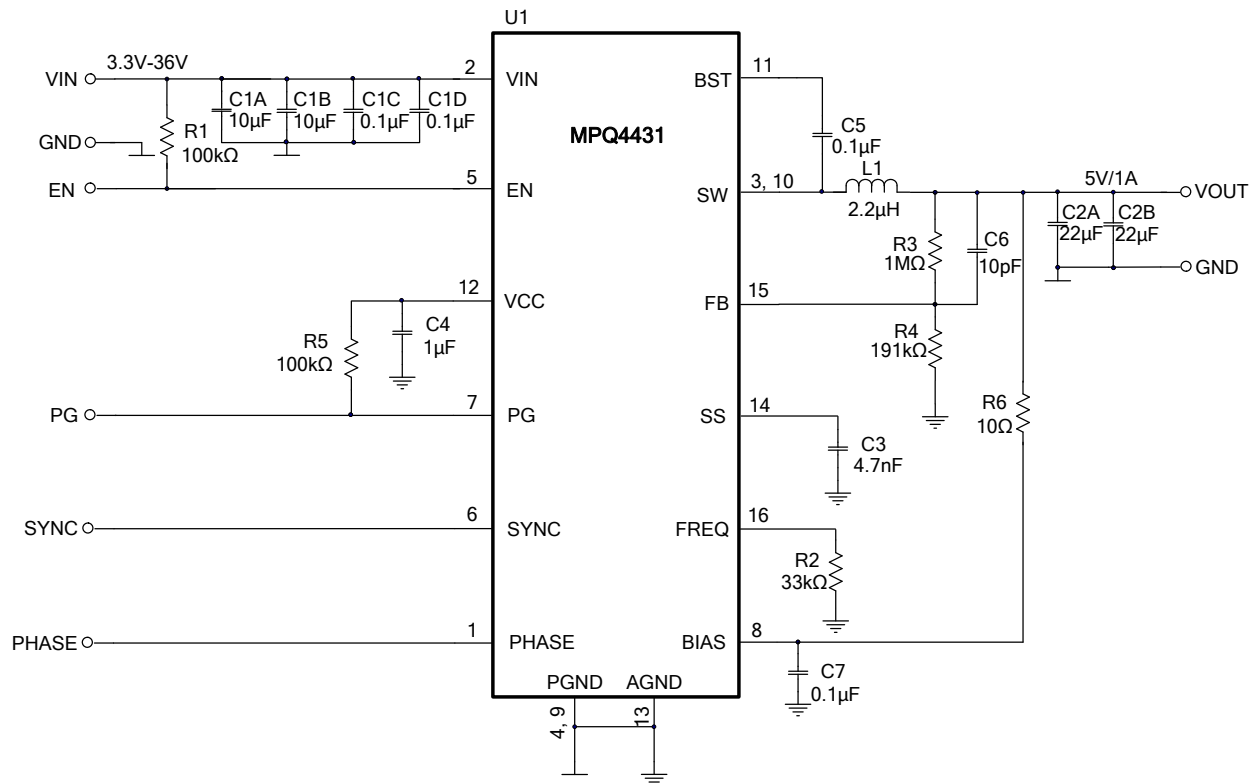 U1
3.3V-36V
VIN
2
VIN
BST
11
C1A
10µF
C1B
10µF
C1C
0.1µF
C1D
0.1µF
MPQ4431
C5
0.1µF
R1
100kΩ
GND
L1
2.2µH
5V/1A
EN
5
EN
SW
3, 10
VOUT
C2A
22µF
C2B
22µF
R3
1MΩ
C6
10pF
GND
12
VCC
FB
15
C4
1µF
R5
100kΩ
R4
191kΩ
PG
7
PG
SS
14
R6
10Ω
C3
4.7nF
SYNC
6
SYNC
FREQ
16
R2
33kΩ
PHASE
1
PHASE
BIAS
8
C7
0.1µF
PGND
AGND
4, 9
13